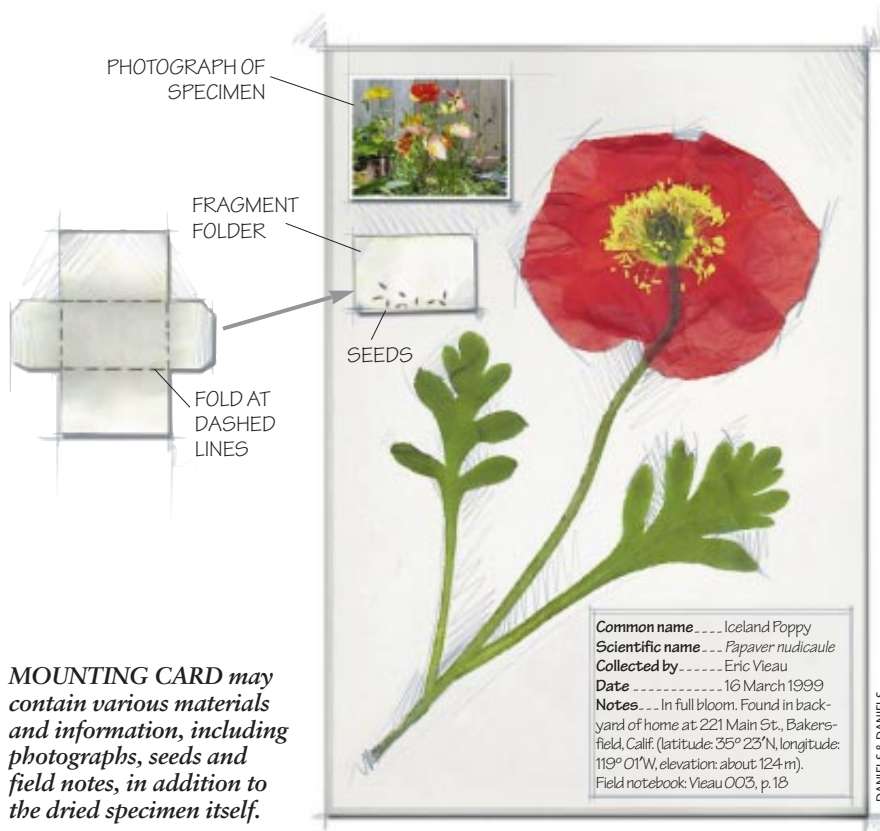 PHOTOGRAPH OF
SPECIMEN
FRAGMENT
FOLDER
SEEDS
FOLD AT
DASHED
LINES
MOUNTING CARD may
contain various materials
and information, including
photographs, seeds and
field notes, in addition to
the dried specimen itself.
Common name____Iceland Poppy
Scientific name___Papaver nudicaule
Collected by______Eric Vieau
Date __________16 March 1999
Notes___In full bloom. Found in back-
yard of home at 221 Main St., Bakers-
field, Calif. (latitude: 35° 23′N, longitude:
119° 01′W, elevation: about 124 m).
Field notebook: Vieau 003, p. 18
DANIELS & DANIELS